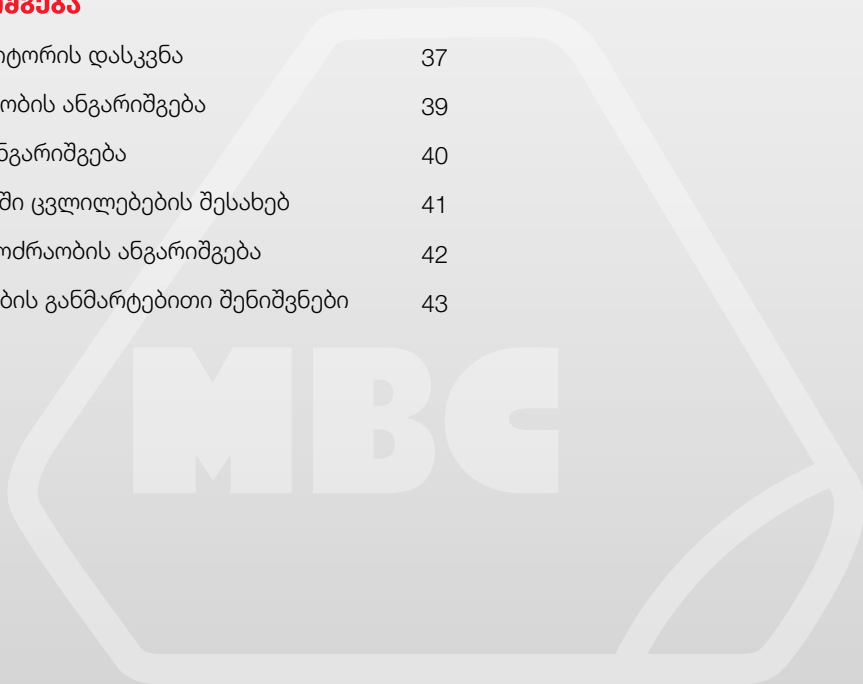 იტორის დასკვნა 37
ობის ანგარიშგება 39
ნგარიშგება 40
ში ცვლილებების შესახებ 41
ოძრაობის ანგარიშგება 42
ბის განმარტებითი შენიშვნები 43
MBC